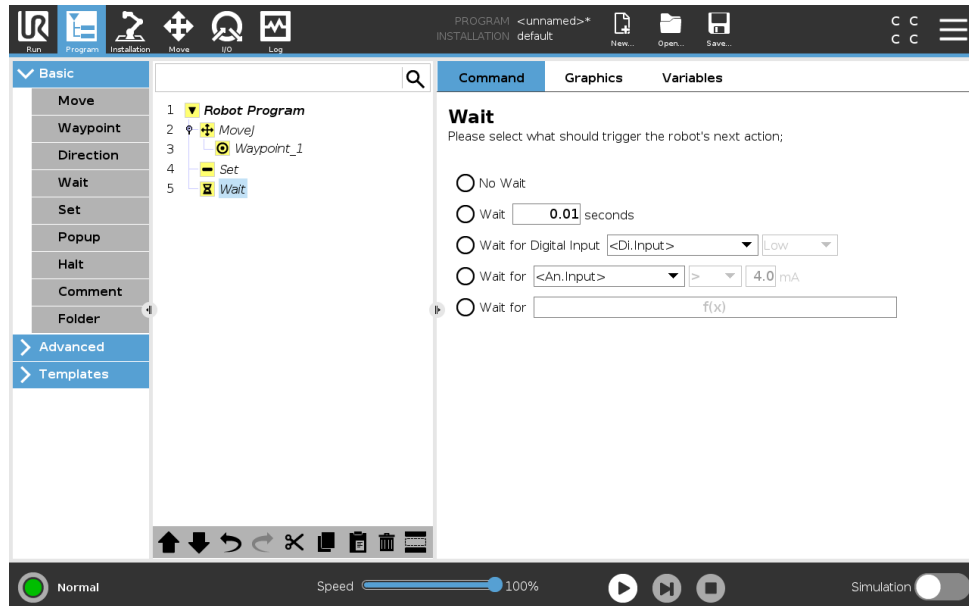 PROGRAM <unnamed>*
INSTALLATION default
UR
Run
Program
Installation
Move
I/O
Log
New...
Open...
Save...
C C
C C
Basic
Move
Waypoint
Direction
Wait
Set
Popup
Halt
Comment
Folder
Advanced
Templates
1 Robot Program
2 MoveJ
3 Waypoint_1
4 Set
5 Wait
Command Graphics Variables
Wait
Please select what should trigger the robot's next action;
No Wait
Wait 0.01 seconds
Wait for Digital Input <Di.Input> Low
Wait for <An.Input> > 4.0 mA
Wait for f(x)
Normal
Speed 100%
Simulation